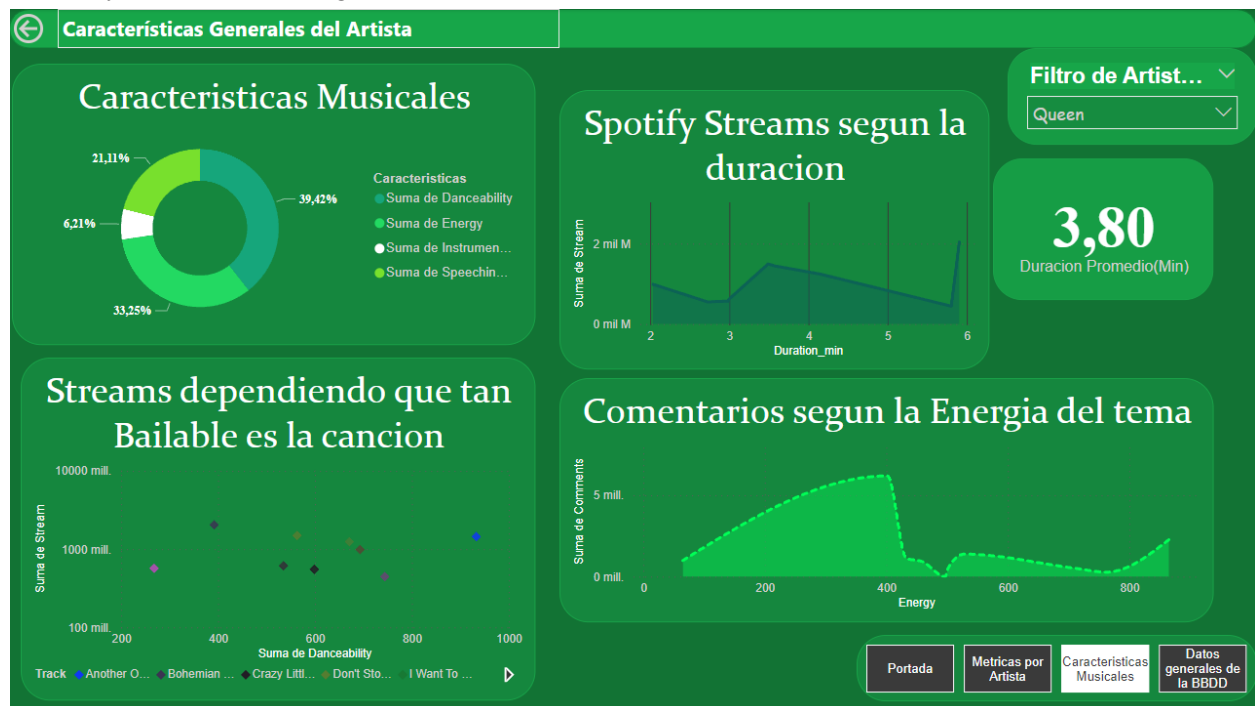 Características Generales del Artista
Caracteristicas Musicales
21,11%
39,42%
6,21%
33,25%
Caracteristicas
Suma de Danceability
Suma de Energy
Suma de Instrumen...
Suma de Speechin...
Spotify Streams segun la
duracion
Suma de Stream
2 mil M
0 mil M
2 3 4 5 6
Duration_min
Filtro de Artist...
Queen
3,80
Duracion Promedio(Min)
Streams dependiendo que tan
Bailable es la cancion
Suma de Stream
10000 mill.
1000 mill.
100 mill.
200 400 600 800 1000
Suma de Danceability
Track Another O... Bohemian ... Crazy Littl... Don't Sto... I Want To ...
Comentarios segun la Energia del tema
Suma de Comments
5 mill.
0 mill.
0 200 400 600 800
Energy
Portada
Metricas por
Artista
Caracteristicas
Musicales
Datos
generales de
la BBDD